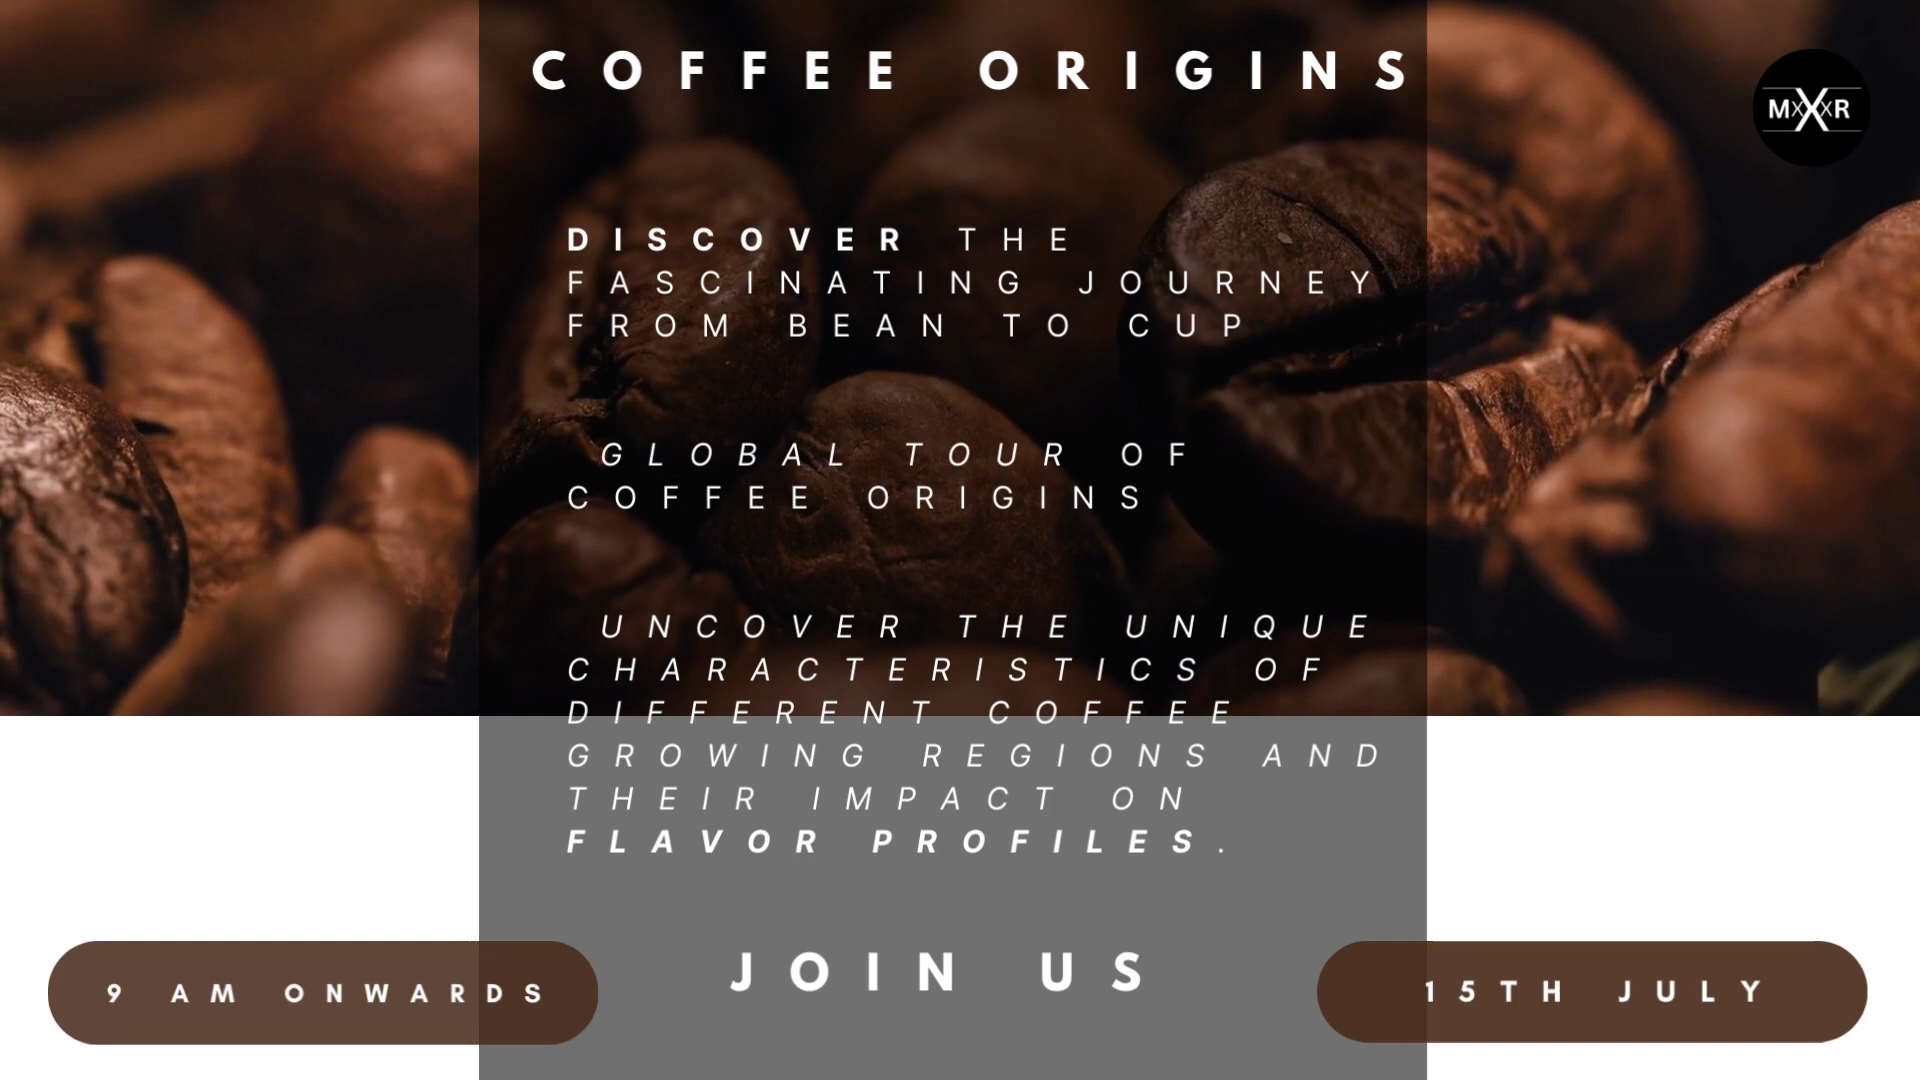 COFFEE ORIGINS
MxXxR
DISCOVER THE
FASCINATING JOURNEY
FROM BEAN TO CUP
GLOBAL TOUR OF
COFFEE ORIGINS
UNCOVER THE UNIQUE
CHARACTERISTICS OF
DIFFERENT COFFEE
GROWING REGIONS AND
THEIR IMPACT ON
FLAVOR PROFILES.
JOIN US
9 AM ONWARDS
15TH JULY